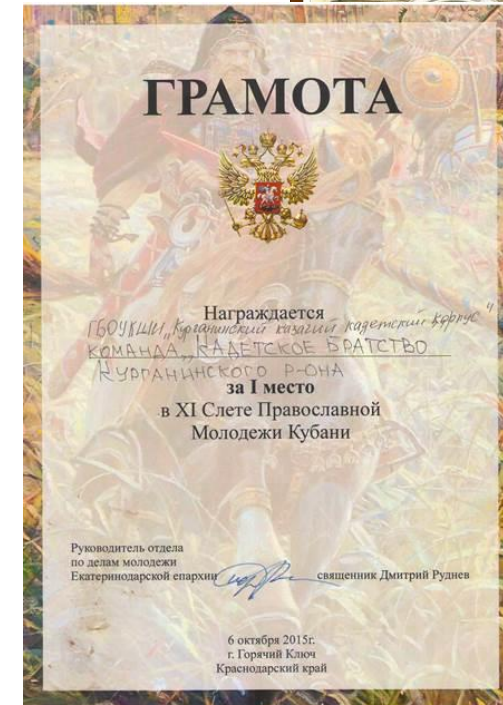 ГРАМОТА
Награждается
ГБОУКШИ „Курганинский казачий кадетский корпус"
КОМАНДА „КАДЕТСКОЕ БРАТСТВО
КУРГАНИНСКОГО Р-ОНА
за I место
в XI Слете Православной
Молодежи Кубани
Руководитель отдела
по делам молодежи
Екатеринодарской епархии священник Дмитрий Руднев
6 октября 2015г.
г. Горячий Ключ
Краснодарский край